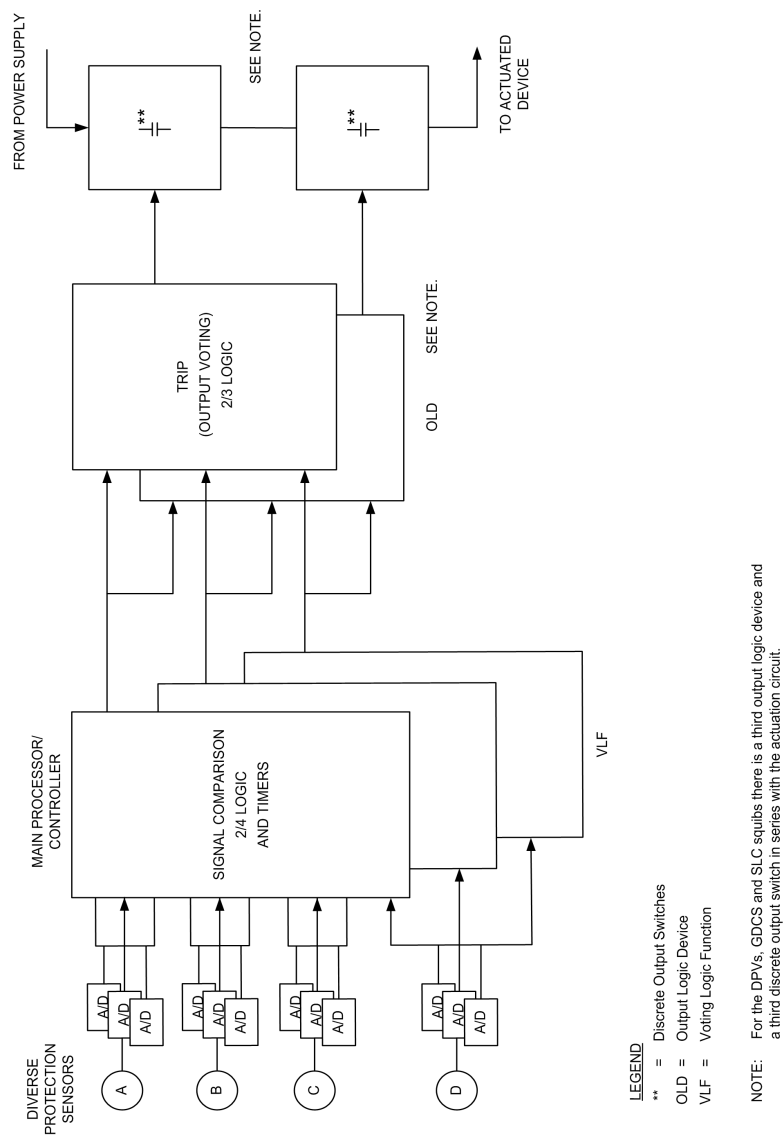 DIVERSE
PROTECTION
SENSORS
A
A/D
A/D
A/D
B
A/D
A/D
A/D
C
A/D
A/D
A/D
D
A/D
A/D
A/D
MAIN PROCESSOR/
CONTROLLER
SIGNAL COMPARISON
2/4 LOGIC
AND TIMERS
VLF
TRIP
(OUTPUT VOTING)
2/3 LOGIC
OLD
SEE NOTE.
FROM POWER SUPPLY
**
SEE NOTE.
**
TO ACTUATED
DEVICE
LEGEND
** = Discrete Output Switches
OLD = Output Logic Device
VLF = Voting Logic Function
NOTE: For the DPVs, GDCS and SLC squibs there is a third output logic device and
a third discrete output switch in series with the actuation circuit.